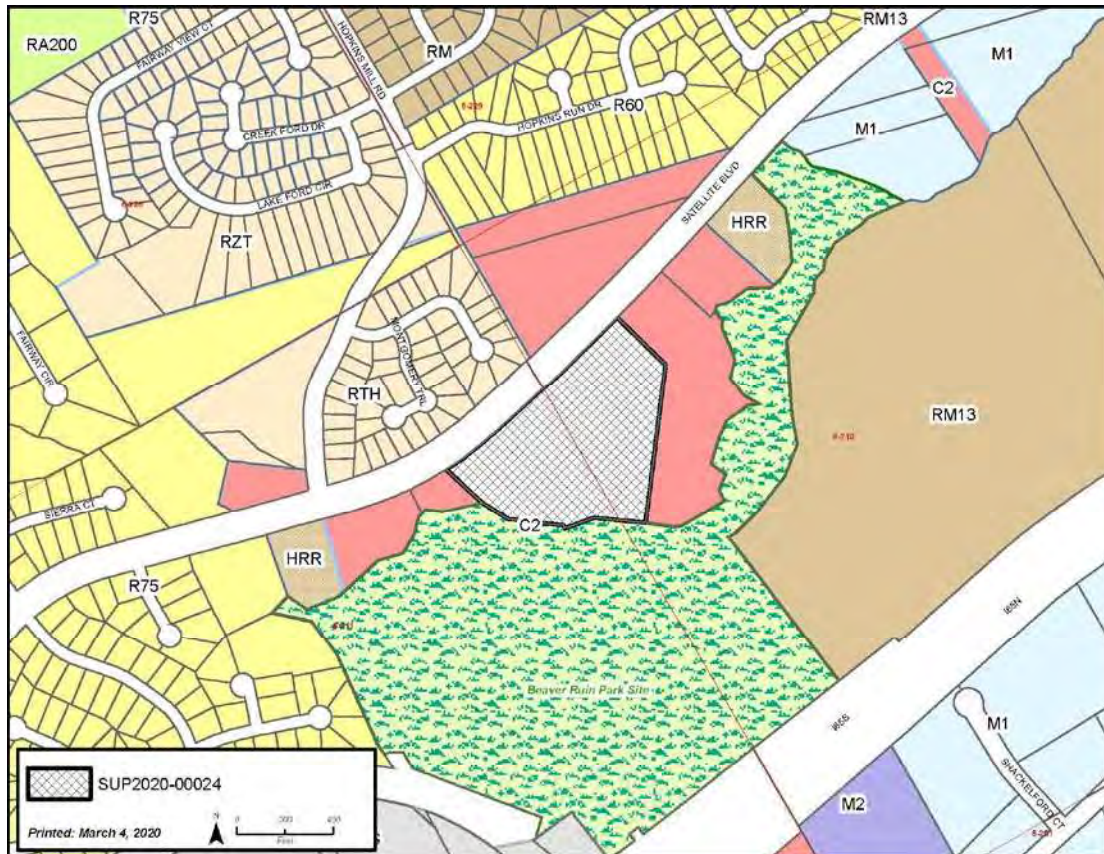 R75
RA200
FAIRWAY VIEW CT
HOPKINS MILL RD
RM
RM13
M1
C2
M1
R60
HOPKINS RUN DR
CREEK FORD DR
LAKE FORD CIR
RZT
SATELLITE BLVD
HRR
FAIRWAY CIR
MONTGOMERY TRL
RTH
RM13
SIERRA CT
C2
HRR
R75
I85N
I85S
Beaver Ruin Park Site
M1
SHACKELFORD CT
M2
SUP2020-00024
Printed: March 4, 2020
N
0
Feet